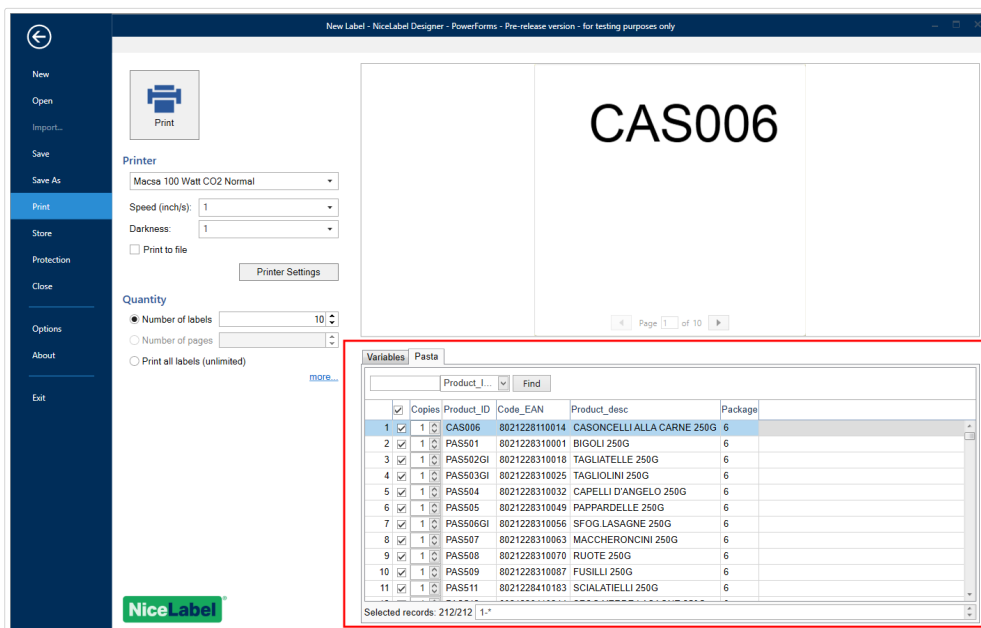 New Label - NiceLabel Designer - PowerForms - Pre-release version - for testing purposes only
New
Open
Import...
Save
Save As
Print
Store
Protection
Close
Options
About
Exit
Print
Printer
Macsa 100 Watt CO2 Normal
Speed (inch/s): 1
Darkness: 1
Print to file
Printer Settings
Quantity
Number of labels 10
Number of pages
Print all labels (unlimited)
more...
NiceLabel
CAS006
Page 1 of 10
Variables Pasta
Product_I... Find
Copies Product_ID Code_EAN Product_desc Package
1 1 CAS006 8021228110014 CASONCELLI ALLA CARNE 250G 6
2 1 PAS501 8021228310001 BIGOLI 250G 6
3 1 PAS502GI 8021228310018 TAGLIATELLE 250G 6
4 1 PAS503GI 8021228310025 TAGLIOLINI 250G 6
5 1 PAS504 8021228310032 CAPELLI D'ANGELO 250G 6
6 1 PAS505 8021228310049 PAPPARDELLE 250G 6
7 1 PAS506GI 8021228310056 SFOG.LASAGNE 250G 6
8 1 PAS507 8021228310063 MACCHERONCINI 250G 6
9 1 PAS508 8021228310070 RUOTE 250G 6
10 1 PAS509 8021228310087 FUSILLI 250G 6
11 1 PAS511 8021228410183 SCIALATIELLI 250G 6
Selected records: 212/212 1-*